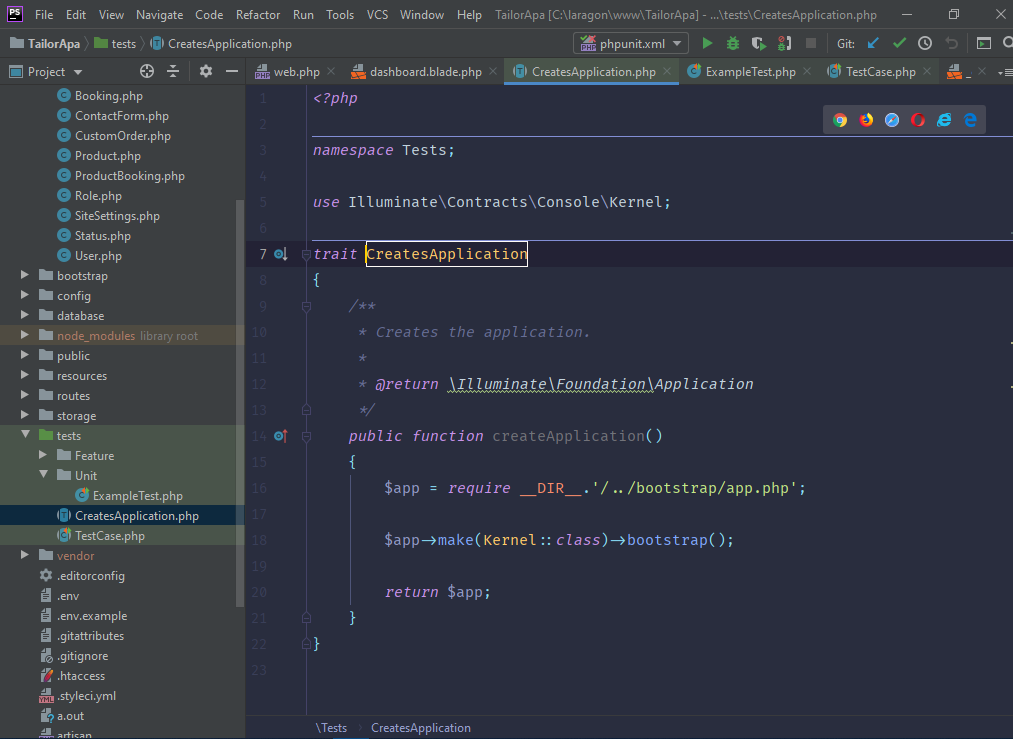 PS File Edit View Navigate Code Refactor Run Tools VCS Window Help TailorApa [C:\laragon\www\TailorApa] - ...\tests\CreatesApplication.php
TailorApa tests CreatesApplication.php phpunit.xml Git:
Project web.php dashboard.blade.php CreatesApplication.php ExampleTest.php TestCase.php
Booking.php
ContactForm.php
CustomOrder.php
Product.php
ProductBooking.php
Role.php
SiteSettings.php
Status.php
User.php
bootstrap
config
database
node_modules library root
public
resources
routes
storage
tests
Feature
Unit
ExampleTest.php
CreatesApplication.php
TestCase.php
vendor
.editorconfig
.env
.env.example
.gitattributes
.gitignore
.htaccess
.styleci.yml
a.out
artisan
1 <?php
2
3 namespace Tests;
4
5 use Illuminate\Contracts\Console\Kernel;
6
7 trait CreatesApplication
8 {
9 /**
10 * Creates the application.
11 *
12 * @return \Illuminate\Foundation\Application
13 */
14 public function createApplication()
15 {
16 $app = require __DIR__.'/../bootstrap/app.php';
17
18 $app->make(Kernel::class)->bootstrap();
19
20 return $app;
21 }
22 }
23
\Tests CreatesApplication